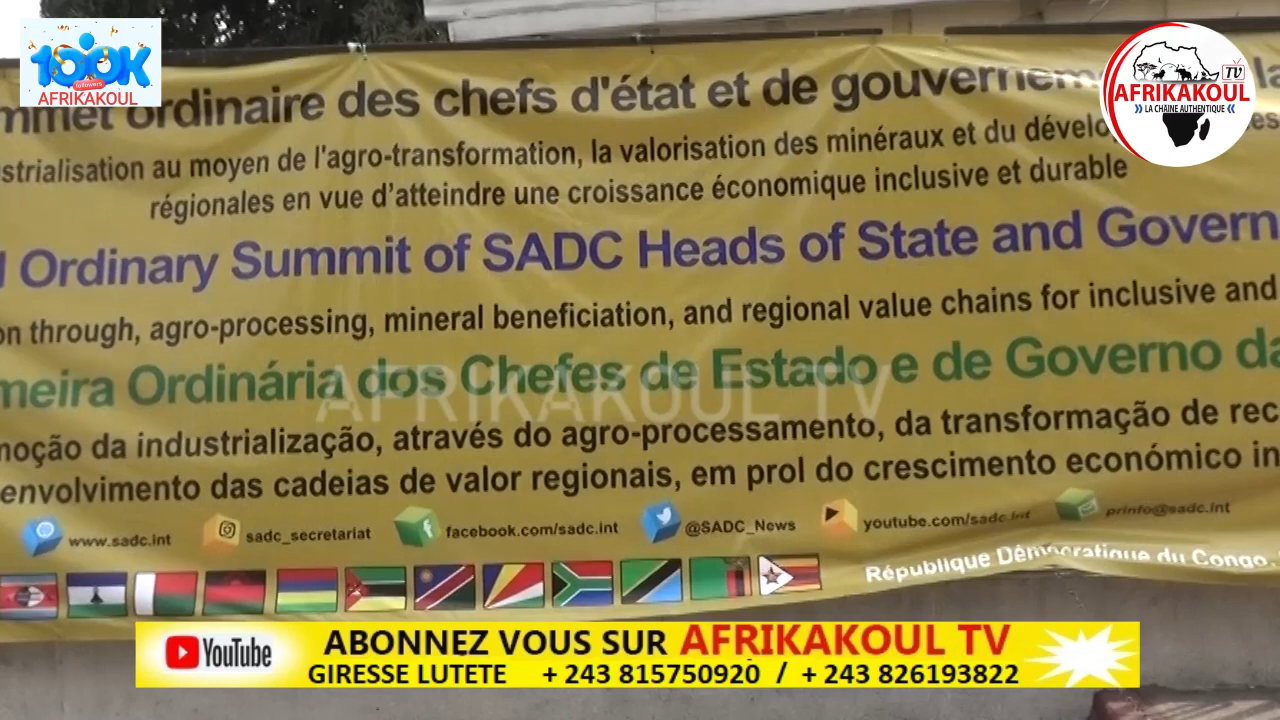 100K
followers
AFRIKAKOUL
AFRIKAKOUL TV
LA CHAÎNE AUTHENTIQUE
ordinaire des chefs d'état et de
au moyen de l'agro-transformation, la valorisation des minéraux et du
régionales en vue d'atteindre une croissance économique inclusive et durable
Ordinary Summit of SADC Heads of State and Govern
on through, agro-processing, mineral beneficiation, and regional value chains for inclusive and
meira Ordinária dos Chefes de Estado e de Governo da
AFRIKAKOUL TV
moção da industrialização, através do agro-processamento, da transformação de rec
envolvimento das cadeias de valor regionais, em prol do crescimento económico in
www.sadc.int sadc_secretariat facebook.com/sadc.int @SADC_News youtube.com/sadc.int prinfo@sadc.int
République Démocratique du Congo,
YouTube
ABONNEZ VOUS SUR AFRIKAKOUL TV
GIRESSE LUTETE + 243 815750920 / + 243 826193822